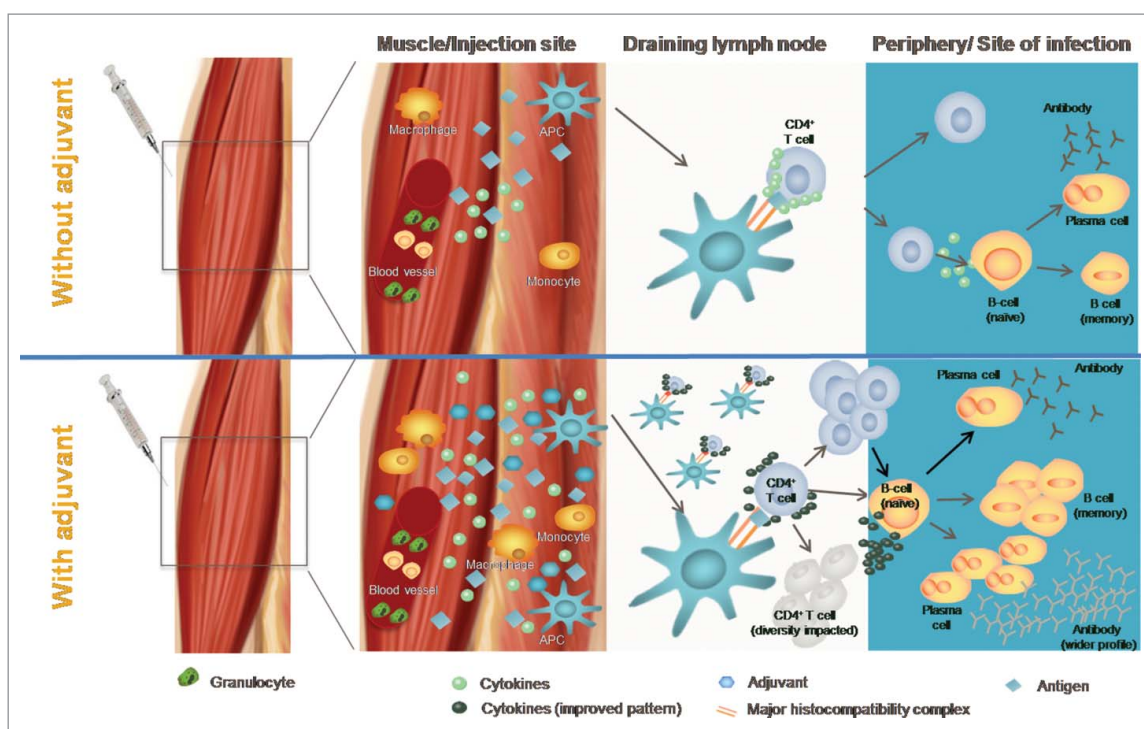 Muscle/Injection site
Draining lymph node
Periphery/ Site of infection
Without adjuvant
Macrophage
APC
Blood vessel
Monocyte
CD4⁺
T cell
Antibody
Plasma cell
B-cell
(naïve)
B cell
(memory)
With adjuvant
Blood vessel
Macrophage
Monocyte
APC
CD4⁺
T cell
CD4⁺ T cell
(diversity impacted)
Plasma cell
Antibody
B-cell
(naïve)
B cell
(memory)
Plasma
cell
Antibody
(wider profile)
Granulocyte
Cytokines
Adjuvant
Antigen
Cytokines (improved pattern)
Major histocompatibility complex